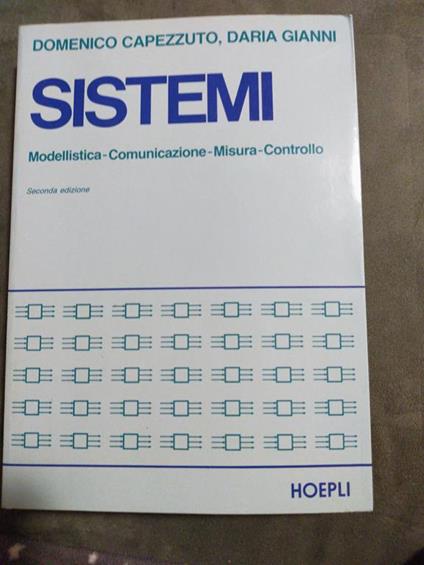 DOMENICO CAPEZZUTO, DARIA GIANNI
SISTEMI
Modellistica-Comunicazione-Misura-Controllo
Seconda edizione
HOEPLI